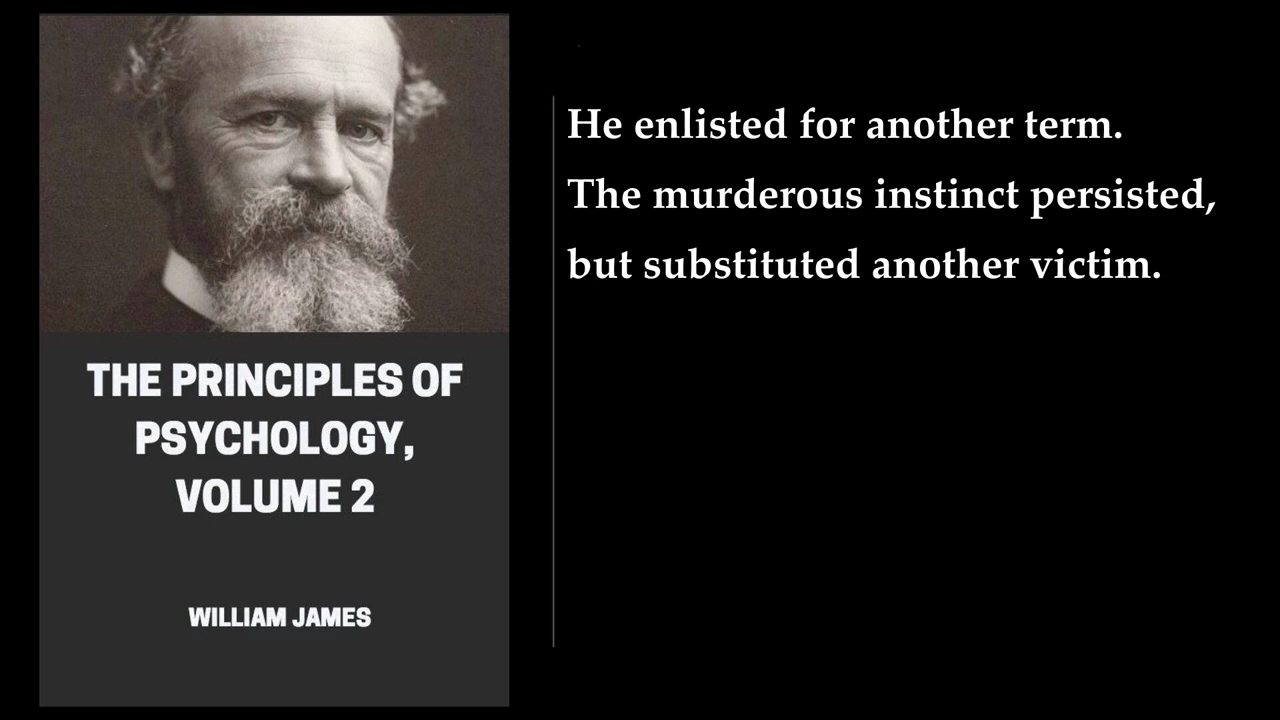 THE PRINCIPLES OF
PSYCHOLOGY,
VOLUME 2
WILLIAM JAMES
He enlisted for another term.
The murderous instinct persisted,
but substituted another victim.